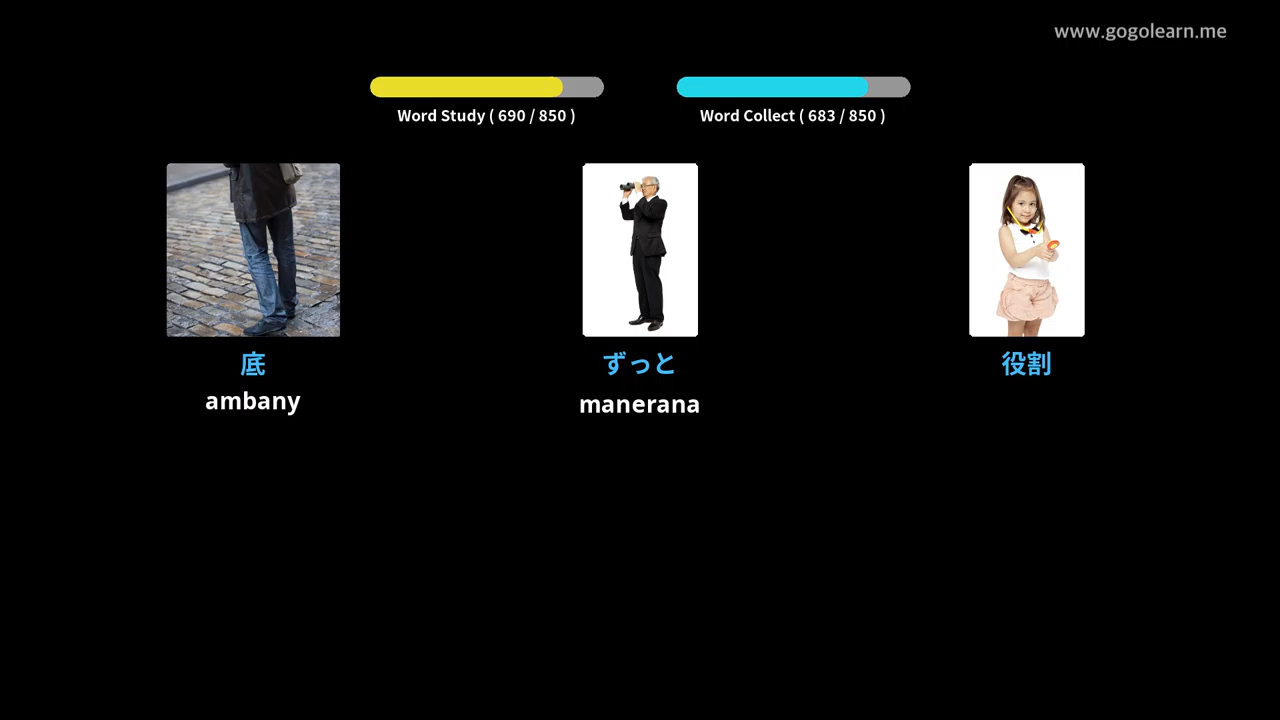 www.gogolearn.me
Word Study ( 690 / 850 )
Word Collect ( 683 / 850 )
底
ずっと
役割
ambany
manerana